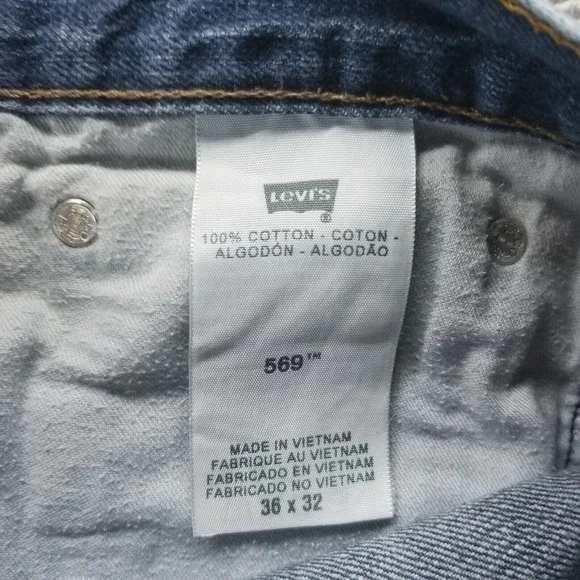 Levi's
®
100% COTTON - COTON -
ALGODÓN - ALGODÃO
569™
MADE IN VIETNAM
FABRIQUE AU VIETNAM
FABRICADO EN VIETNAM
FABRICADO NO VIETNAM
36 x 32